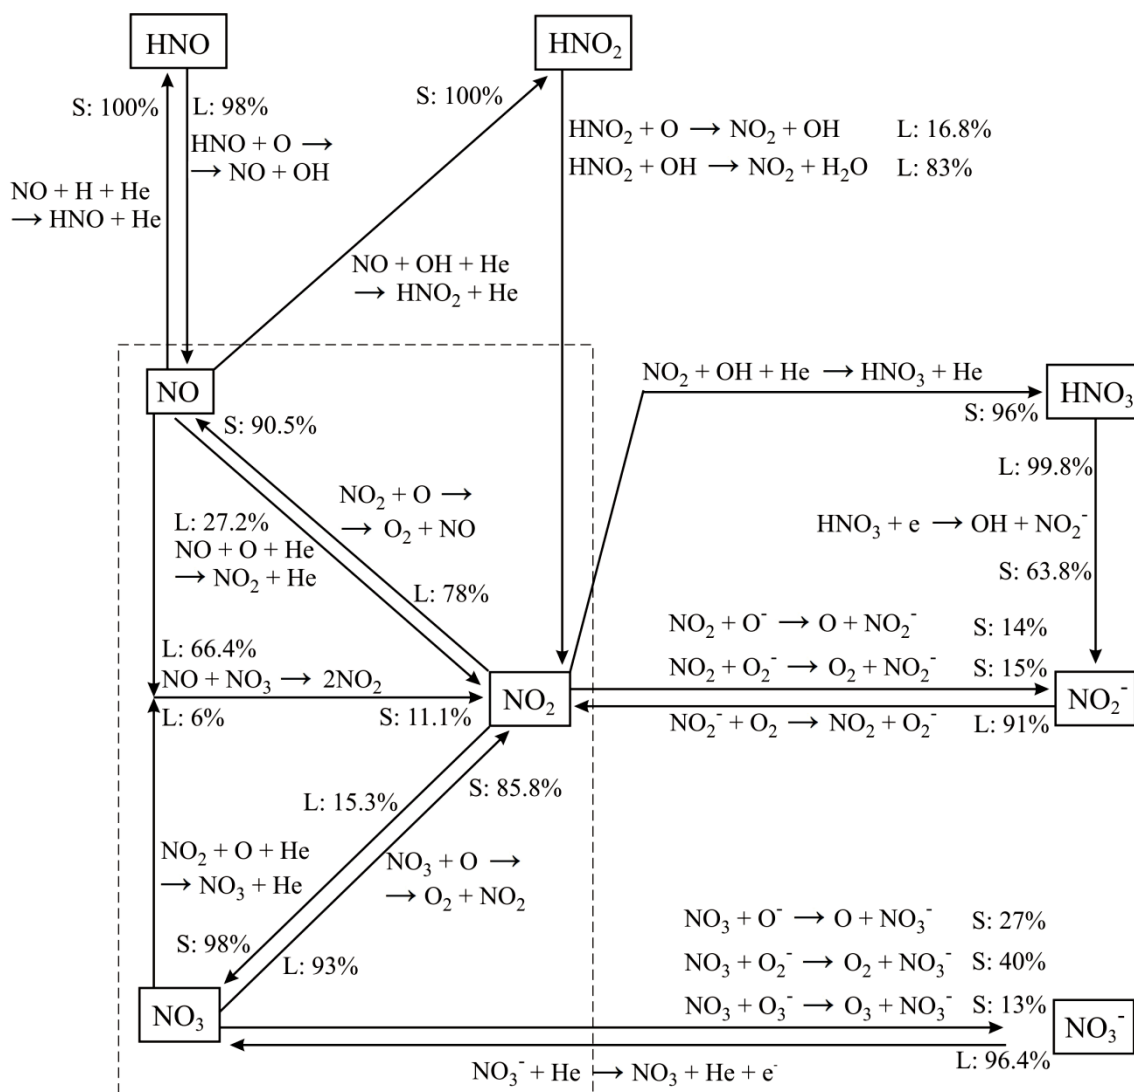 HNO
HNO₂
S: 100%
L: 98%
HNO + O →
→ NO + OH
NO + H + He
→ HNO + He
S: 100%
HNO₂ + O → NO₂ + OH L: 16.8%
HNO₂ + OH → NO₂ + H₂O L: 83%
NO + OH + He
→ HNO₂ + He
NO
S: 90.5%
NO₂ + OH + He → HNO₃ + He
HNO₃
S: 96%
L: 99.8%
HNO₃ + e → OH + NO₂⁻
S: 63.8%
NO₂ + O →
→ O₂ + NO
L: 27.2%
NO + O + He
→ NO₂ + He
L: 78%
L: 66.4%
NO + NO₃ → 2NO₂
L: 6%
S: 11.1%
NO₂
NO₂ + O⁻ → O + NO₂⁻ S: 14%
NO₂ + O₂⁻ → O₂ + NO₂⁻ S: 15%
NO₂⁻ + O₂ → NO₂ + O₂⁻ L: 91%
NO₂⁻
L: 15.3%
S: 85.8%
NO₂ + O + He
→ NO₃ + He
NO₃ + O →
→ O₂ + NO₂
S: 98%
L: 93%
NO₃
NO₃ + O⁻ → O + NO₃⁻ S: 27%
NO₃ + O₂⁻ → O₂ + NO₃⁻ S: 40%
NO₃ + O₃⁻ → O₃ + NO₃⁻ S: 13%
NO₃⁻
L: 96.4%
NO₃⁻ + He → NO₃ + He + e⁻